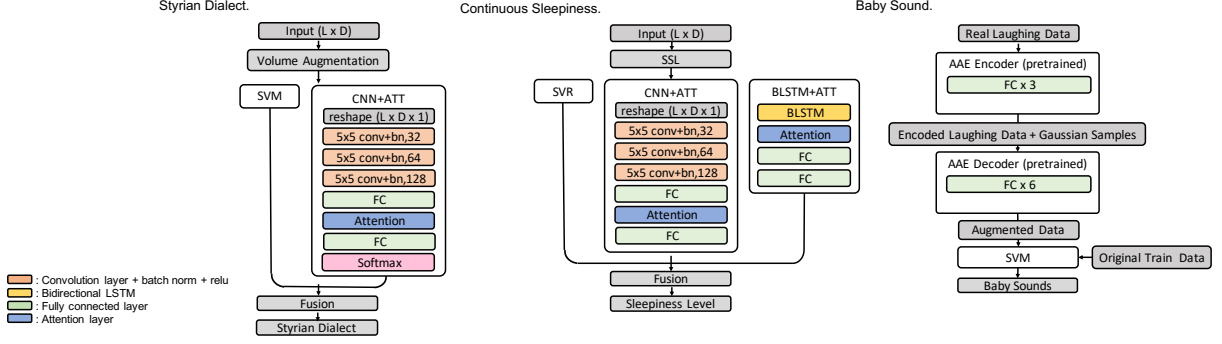 Styrian Dialect.
Input (L x D)
Volume Augmentation
SVM
CNN+ATT
reshape (L x D x 1)
5x5 conv+bn,32
5x5 conv+bn,64
5x5 conv+bn,128
FC
Attention
FC
Softmax
Fusion
Styrian Dialect
: Convolution layer + batch norm + relu
: Bidirectional LSTM
: Fully connected layer
: Attention layer
Continuous Sleepiness.
Input (L x D)
SSL
SVR
CNN+ATT
reshape (L x D x 1)
5x5 conv+bn,32
5x5 conv+bn,64
5x5 conv+bn,128
FC
Attention
FC
BLSTM+ATT
BLSTM
Attention
FC
FC
Fusion
Sleepiness Level
Baby Sound.
Real Laughing Data
AAE Encoder (pretrained)
FC x 3
Encoded Laughing Data + Gaussian Samples
AAE Decoder (pretrained)
FC x 6
Augmented Data
SVM
Original Train Data
Baby Sounds